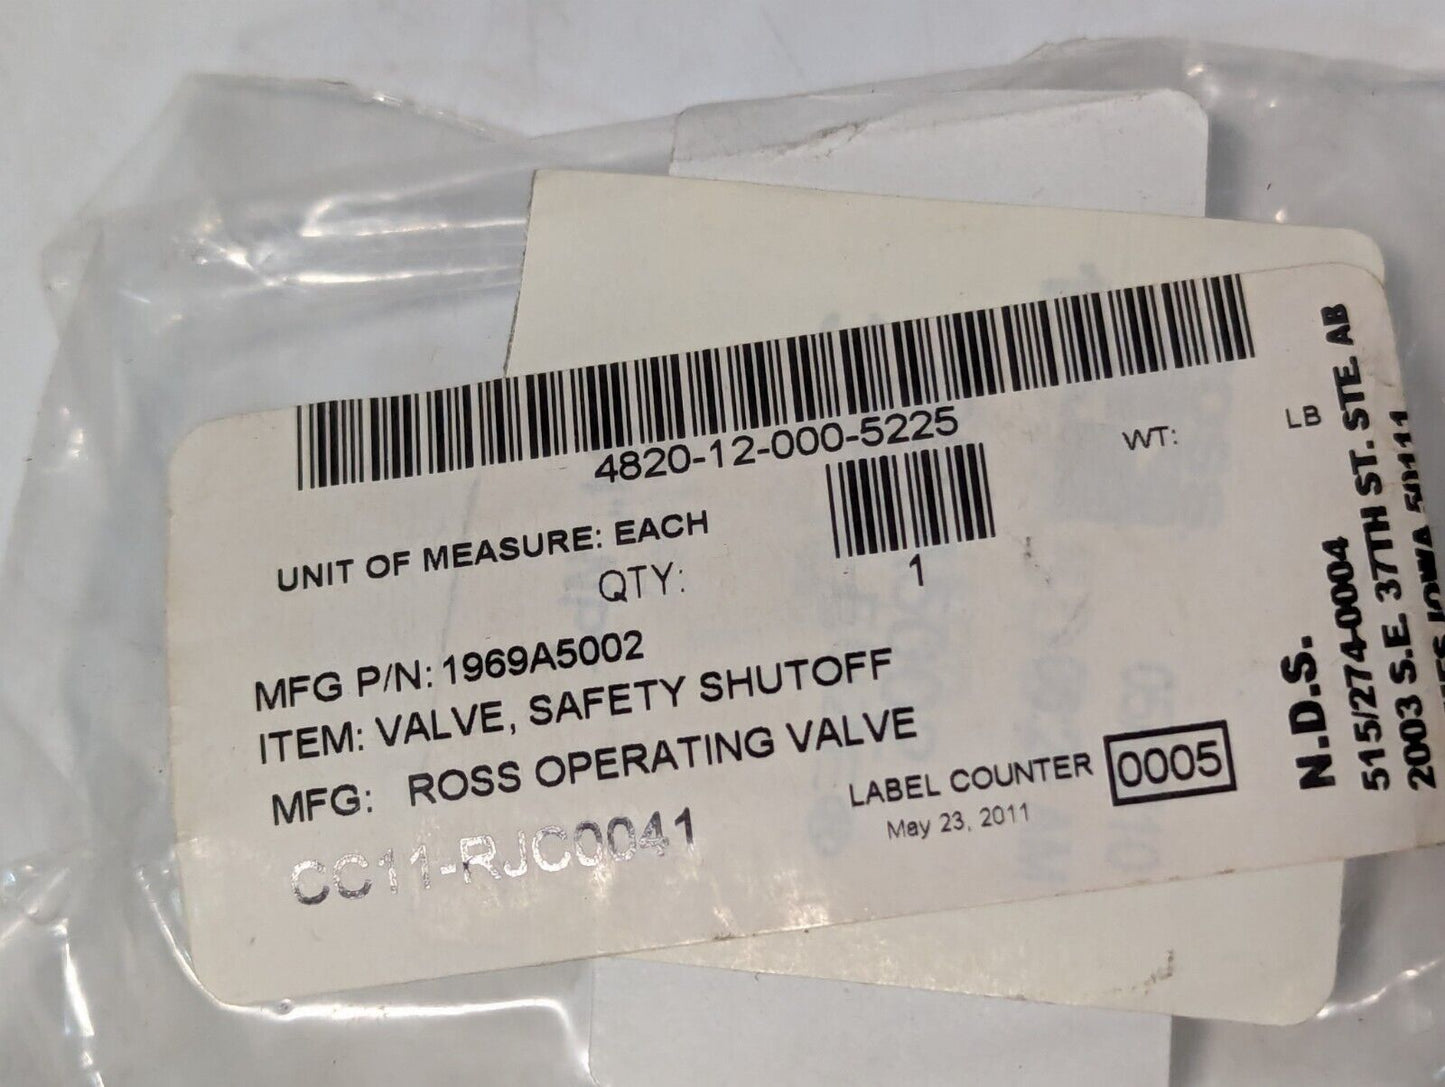 4820-12-000-5225
WT: LB
UNIT OF MEASURE: EACH
QTY: 1
MFG P/N: 1969A5002
ITEM: VALVE, SAFETY SHUTOFF
MFG: ROSS OPERATING VALVE
LABEL COUNTER 0005
May 23, 2011
CC11-RJC0041
N.D.S.
515/274-0004
2003 S.E. 37TH ST. STE. AB
IOWA 50111